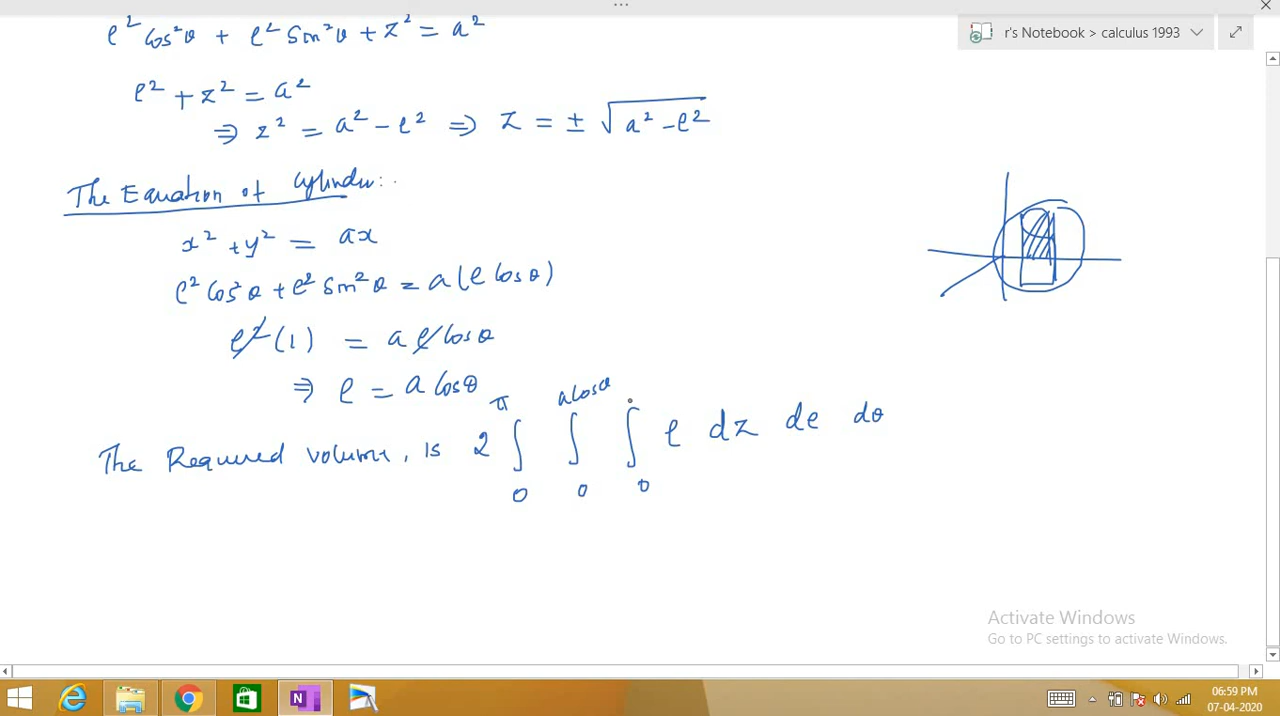 r's Notebook > calculus 1993
ρ² Cos²θ + ρ² Sin²θ + z² = a²
ρ² + z² = a²
⇒ z² = a² - ρ² ⇒ z = ± √(a² - ρ²)
The Equation of Cylinder:-
x² + y² = ax
ρ² Cos²θ + ρ² Sin²θ = a(ρ Cosθ)
ρ² (1) = a ρ Cosθ
⇒ ρ = a Cosθ
The Required volume, is 2 ∫₀^π ∫₀^(a Cosθ) ∫₀ ρ dz dρ dθ
Activate Windows
Go to PC settings to activate Windows.
06:59 PM
07-04-2020